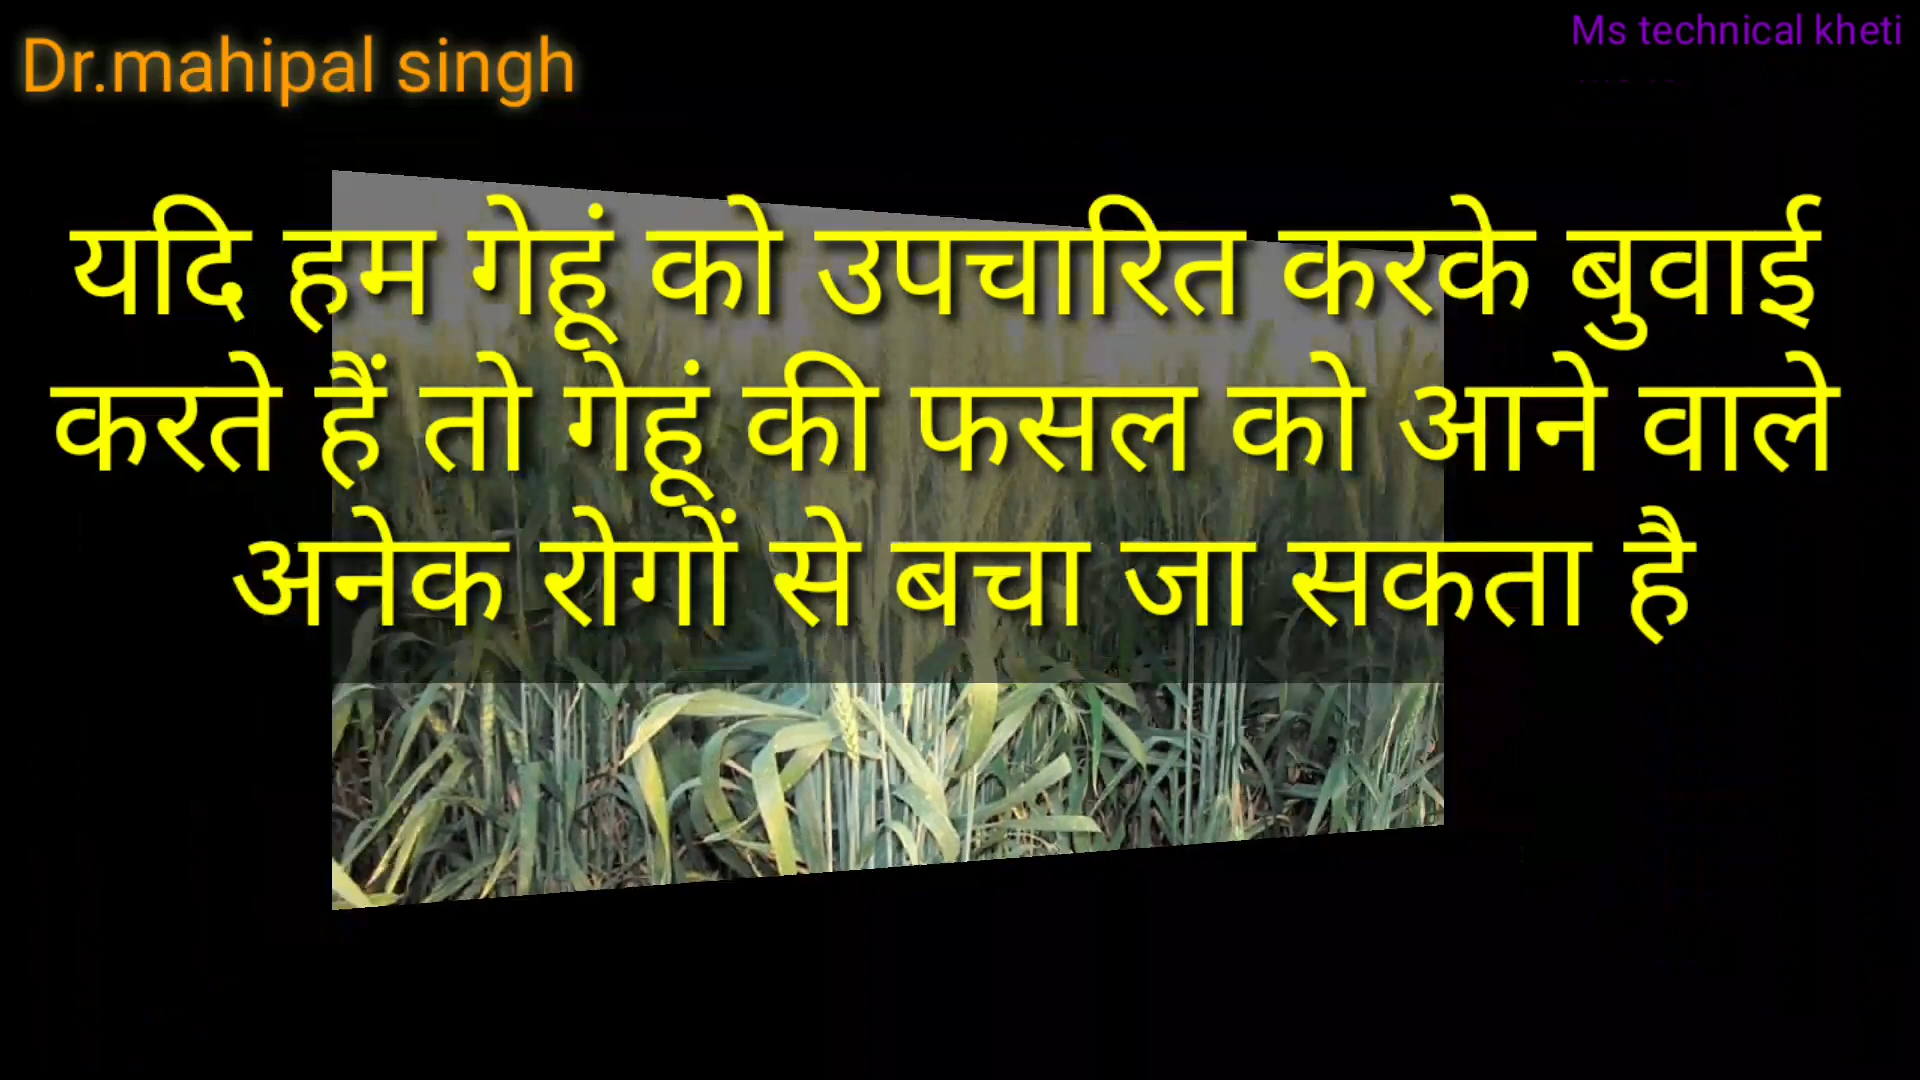 Dr.mahipal singh
Ms technical kheti
यदि हम गेहूं को उपचारित करके बुवाई
करते हैं तो गेहूं की फसल को आने वाले
अनेक रोगों से बचा जा सकता है